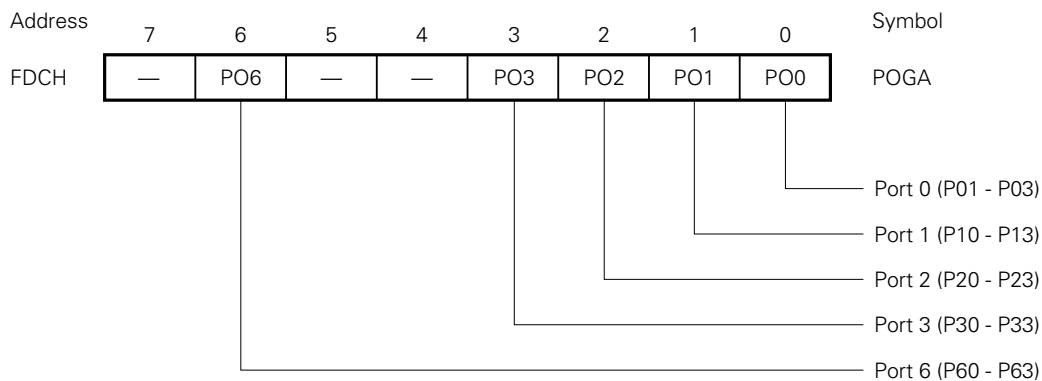 Address 7 6 5 4 3 2 1 0 Symbol
FDCH — PO6 — — PO3 PO2 PO1 PO0 POGA
Port 0 (P01 - P03)
Port 1 (P10 - P13)
Port 2 (P20 - P23)
Port 3 (P30 - P33)
Port 6 (P60 - P63)